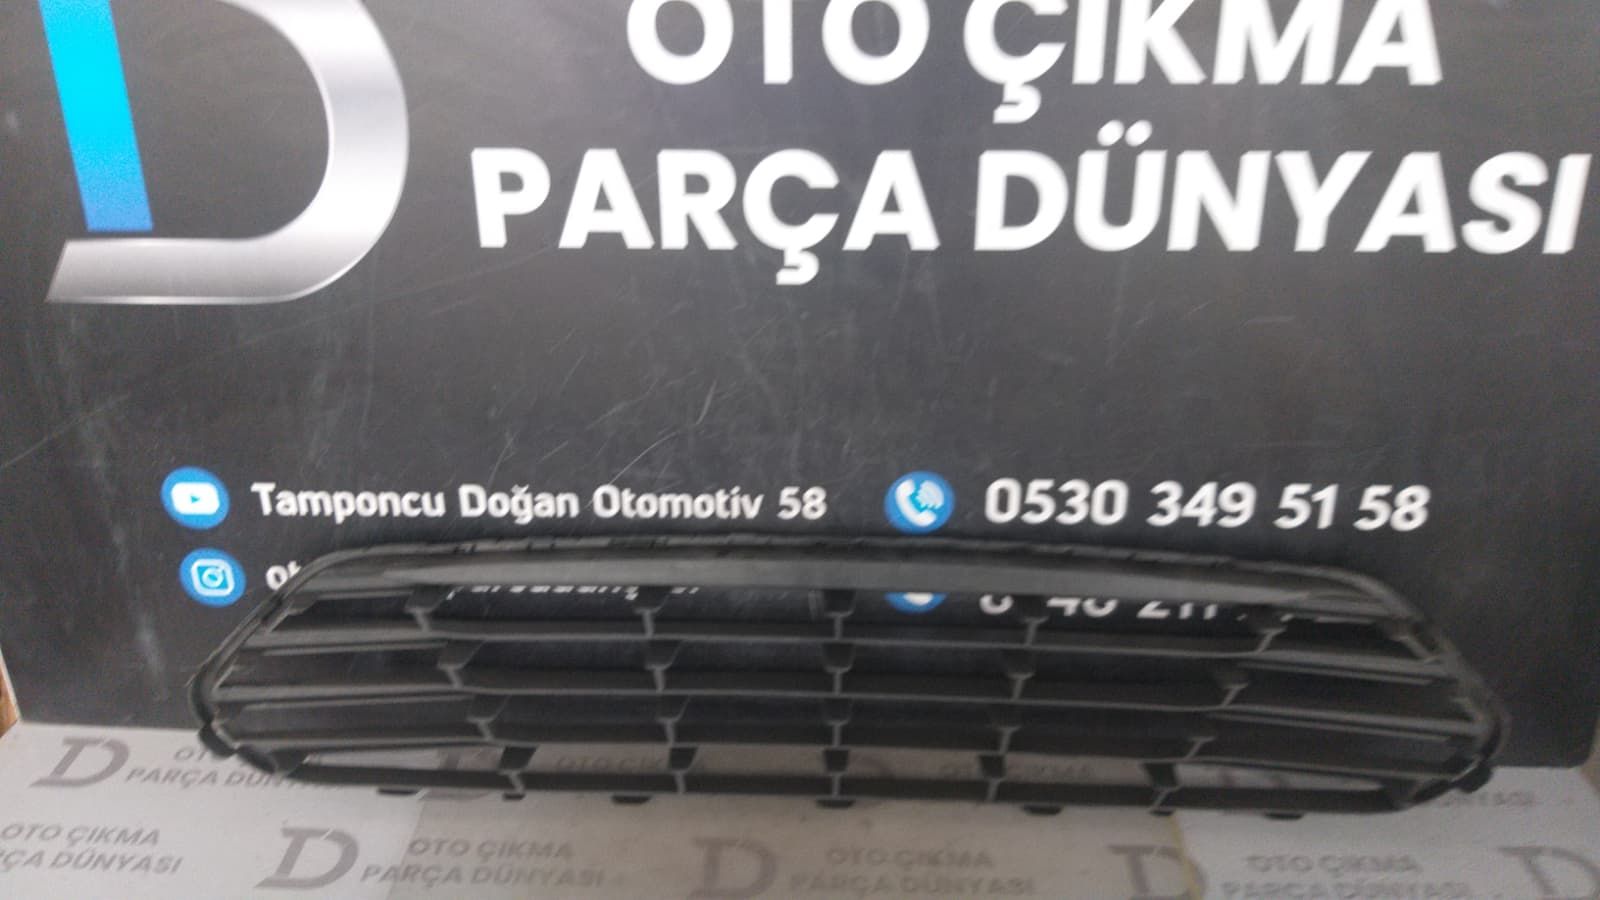 OTO ÇIKMA
PARÇA DÜNYASI
Tamponcu Doğan Otomotiv 58
0530 349 51 58
OTO ÇIKMA
PARÇA DÜNYASI
OTO ÇIKMA
PARÇA DÜNYASI
OTO ÇIKMA
PARÇA DÜNYASI
OTO ÇIKMA
PARÇA DÜNYASI